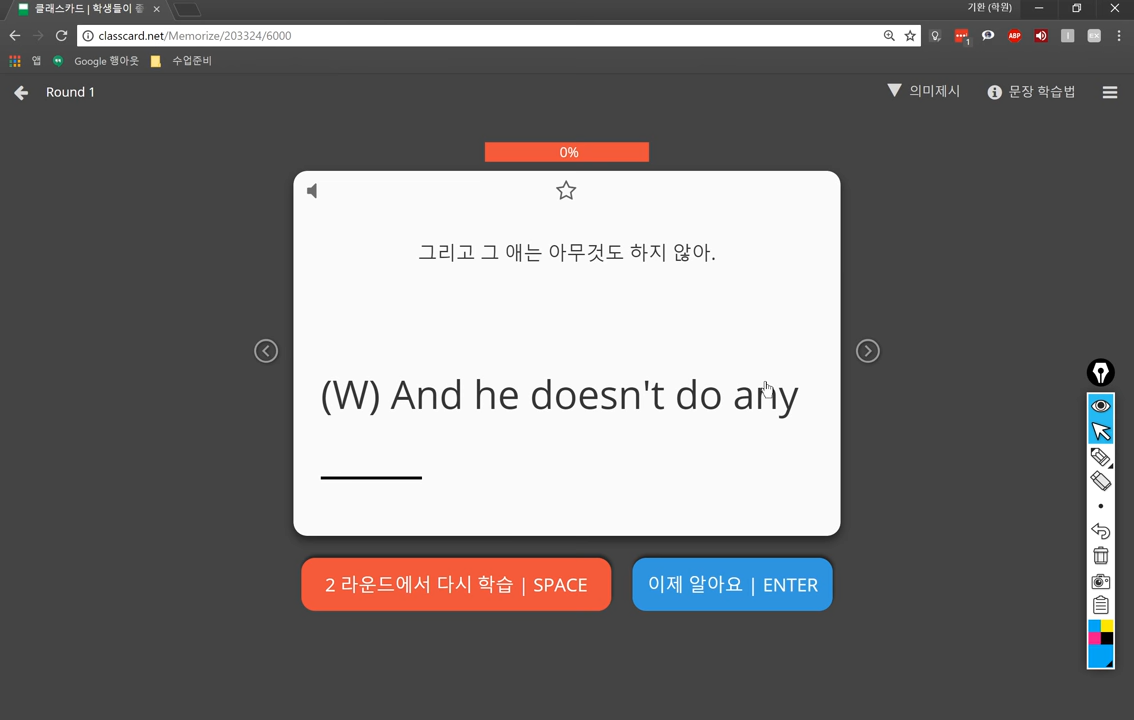 클래스카드 | 학생들이 즐
기환 (학원)
classcard.net/Memorize/203324/6000
앱 Google 행아웃 수업준비
Round 1
의미제시 문장 학습법
0%
그리고 그 애는 아무것도 하지 않아.
(W) And he doesn't do any
2 라운드에서 다시 학습 | SPACE
이제 알아요 | ENTER
1
ABP